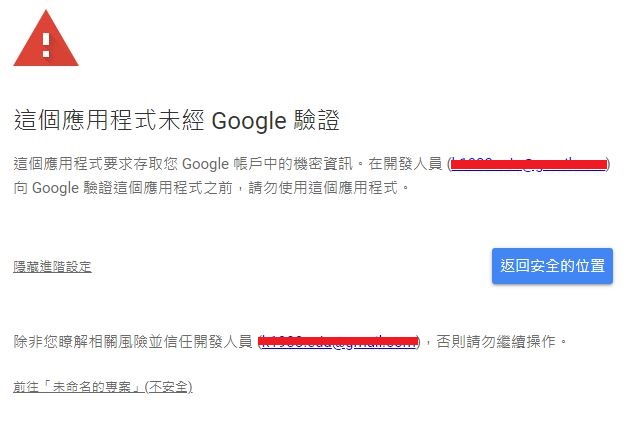 這個應用程式未經 Google 驗證
這個應用程式要求存取您 Google 帳戶中的機密資訊。在開發人員 ()
向 Google 驗證這個應用程式之前，請勿使用這個應用程式。
隱藏進階設定
返回安全的位置
除非您瞭解相關風險並信任開發人員 ()，否則請勿繼續操作。
前往「未命名的專案」(不安全)